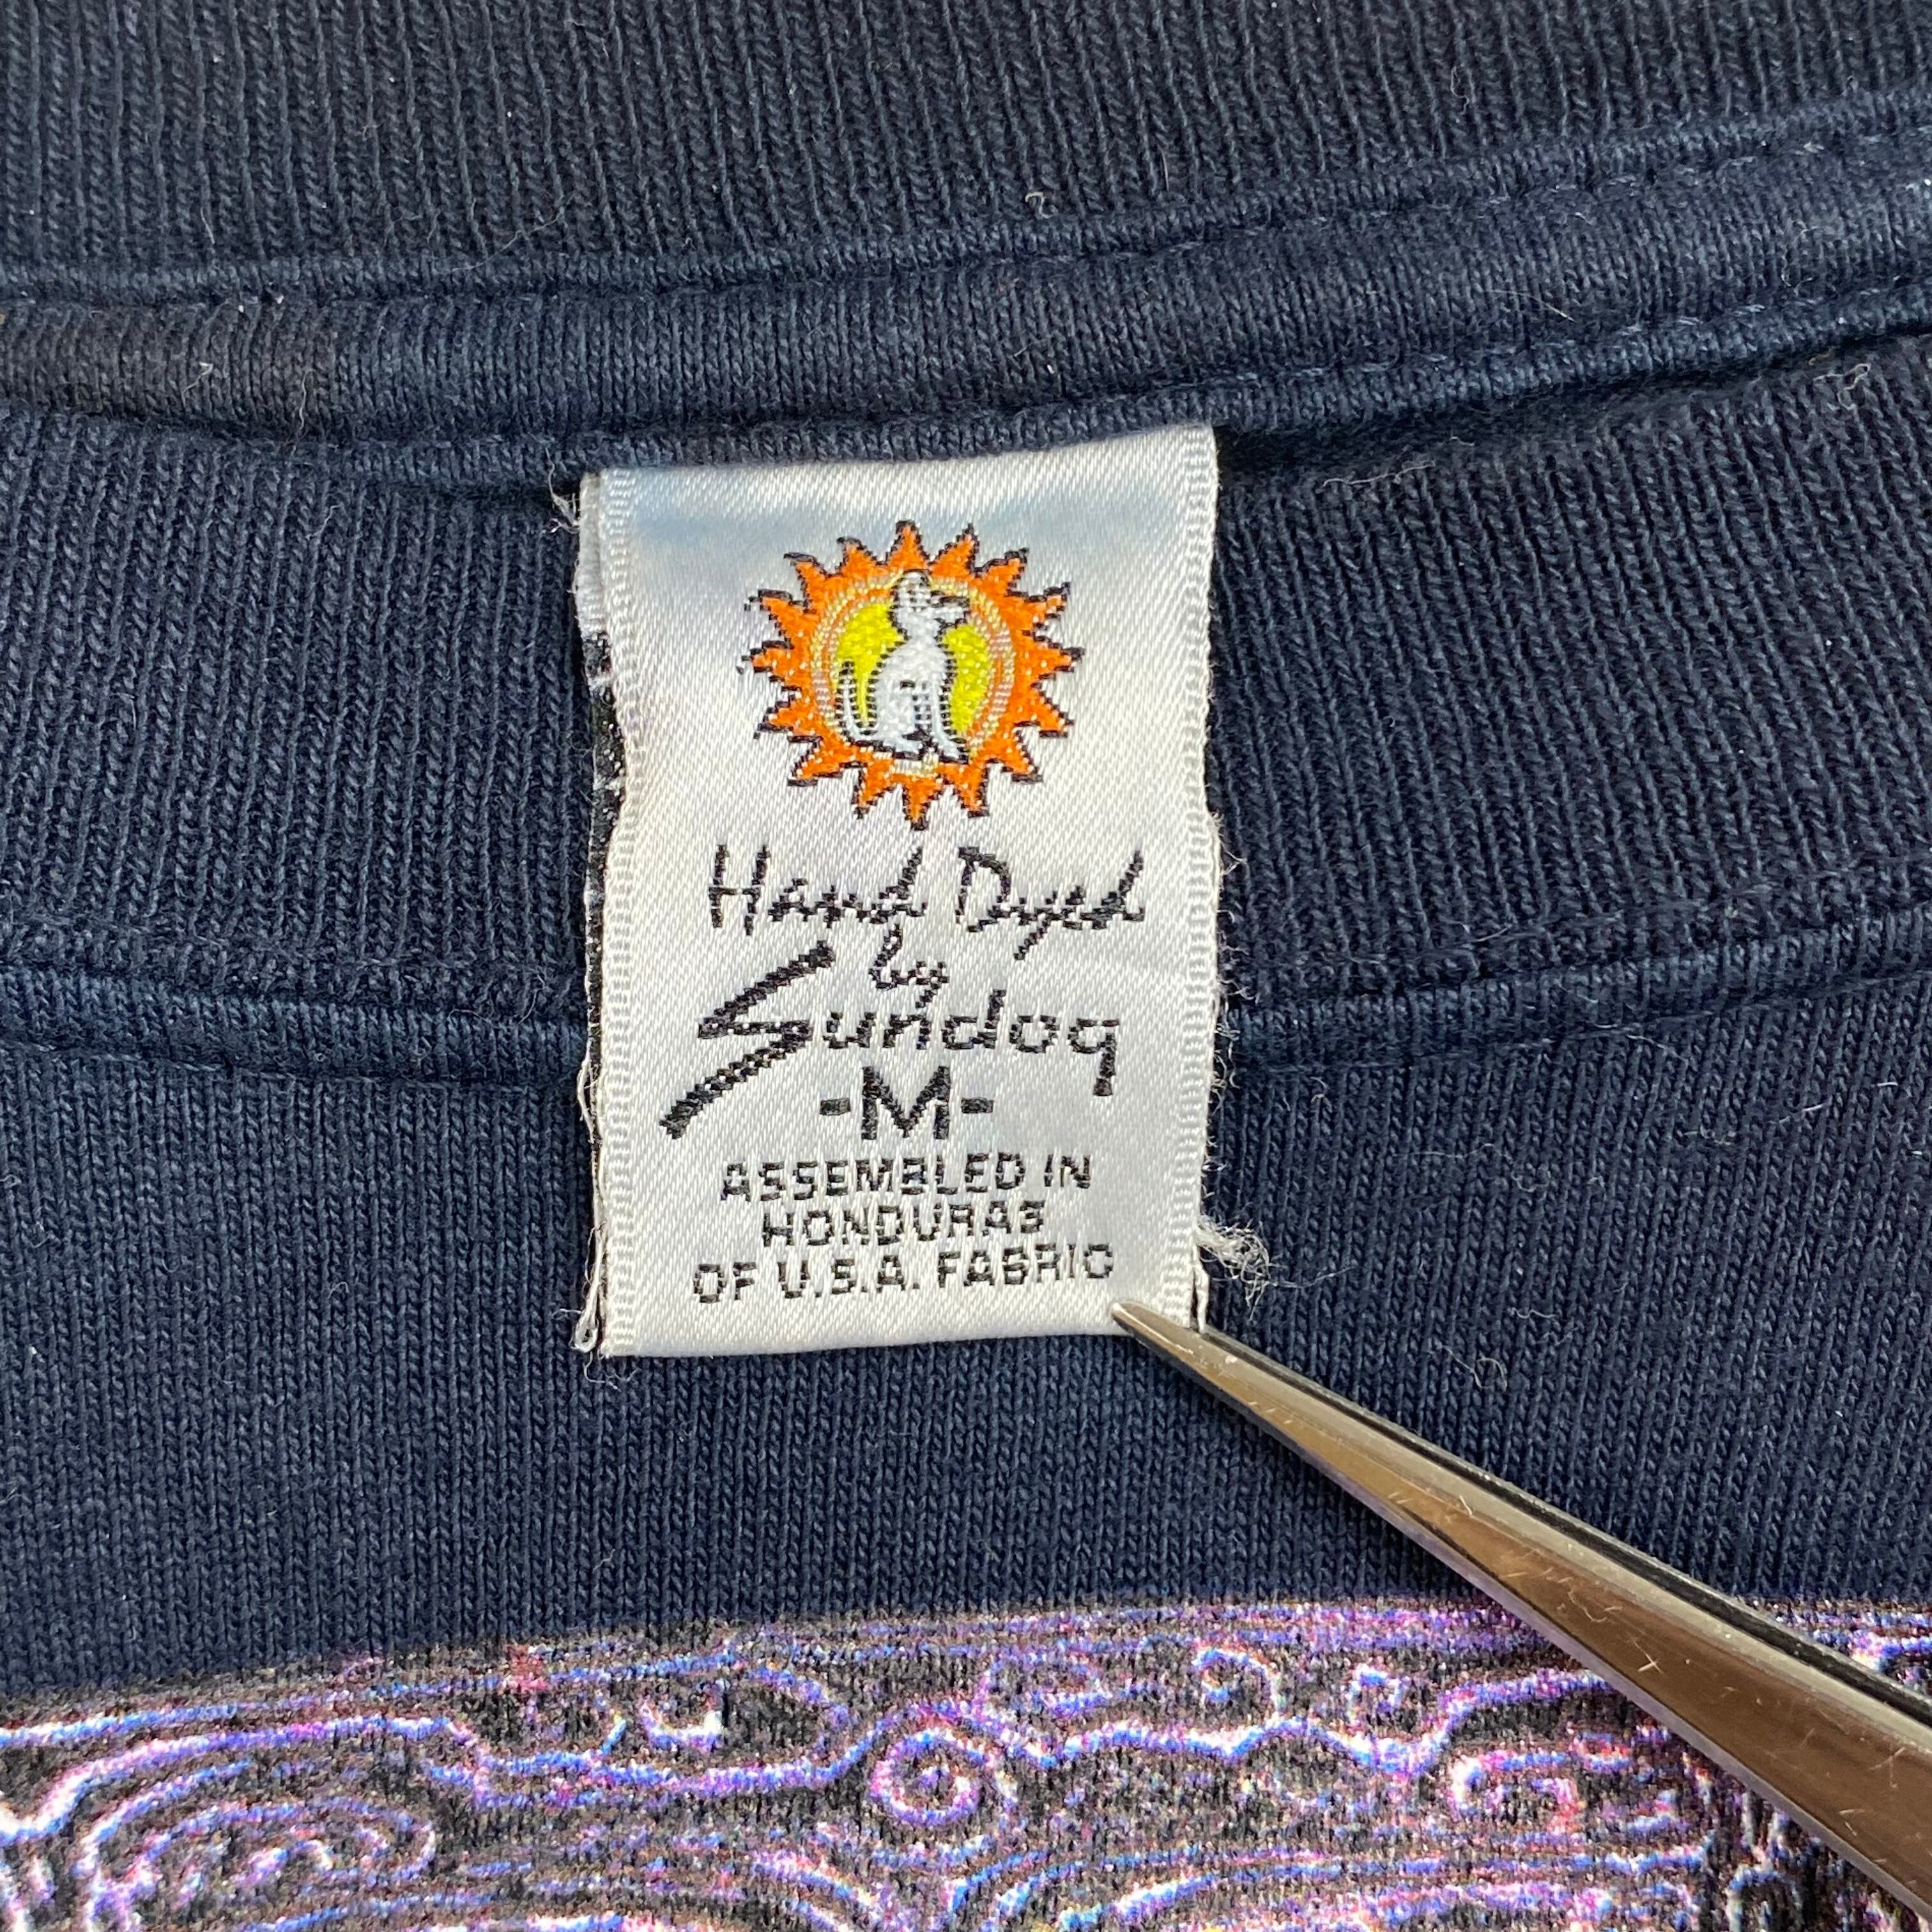 Hand Dyed
by
Sundog
-M-
ASSEMBLED IN
HONDURAS
OF U.S.A. FABRIC